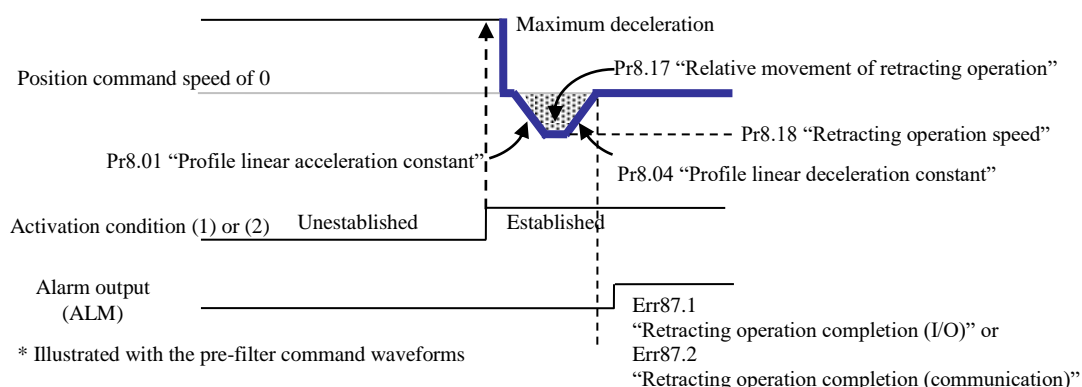 Maximum deceleration
Pr8.17 “Relative movement of retracting operation”
Position command speed of 0
Pr8.18 “Retracting operation speed”
Pr8.01 “Profile linear acceleration constant”
Pr8.04 “Profile linear deceleration constant”
Activation condition (1) or (2)
Unestablished
Established
Alarm output
(ALM)
Err87.1
“Retracting operation completion (I/O)” or
Err87.2
“Retracting operation completion (communication)”
* Illustrated with the pre-filter command waveforms